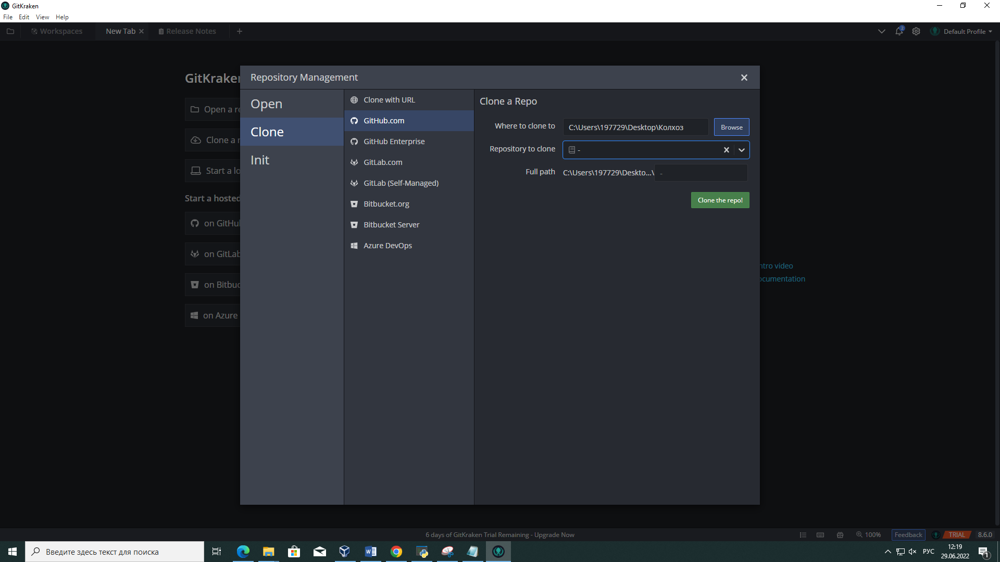 GitKraken
File Edit View Help
Workspaces New Tab Release Notes
2 Default Profile
GitKraken
Open a re
Clone a r
Start a lo
Start a hosted
on GitHu
on GitLab
on Bitbuc
on Azure
Repository Management
Open
Clone
Init
Clone with URL
GitHub.com
GitHub Enterprise
GitLab.com
GitLab (Self-Managed)
Bitbucket.org
Bitbucket Server
Azure DevOps
Clone a Repo
Where to clone to C:\Users\197729\Desktop\Колхоз Browse
Repository to clone -
Full path C:\Users\197729\Deskto...\ -
Clone the repo!
ntro video
ocumentation
6 days of GitKraken Trial Remaining - Upgrade Now 100% Feedback TRIAL 8.6.0
Введите здесь текст для поиска
РУС 12:19
29.06.2022
1